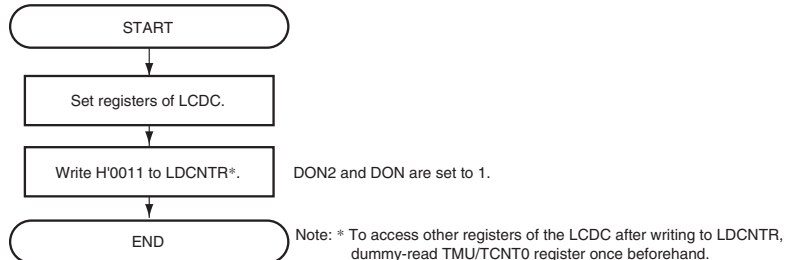 START
Set registers of LCDC.
Write H'0011 to LDCNTR*.
DON2 and DON are set to 1.
END
Note: * To access other registers of the LCDC after writing to LDCNTR,
dummy-read TMU/TCNT0 register once beforehand.